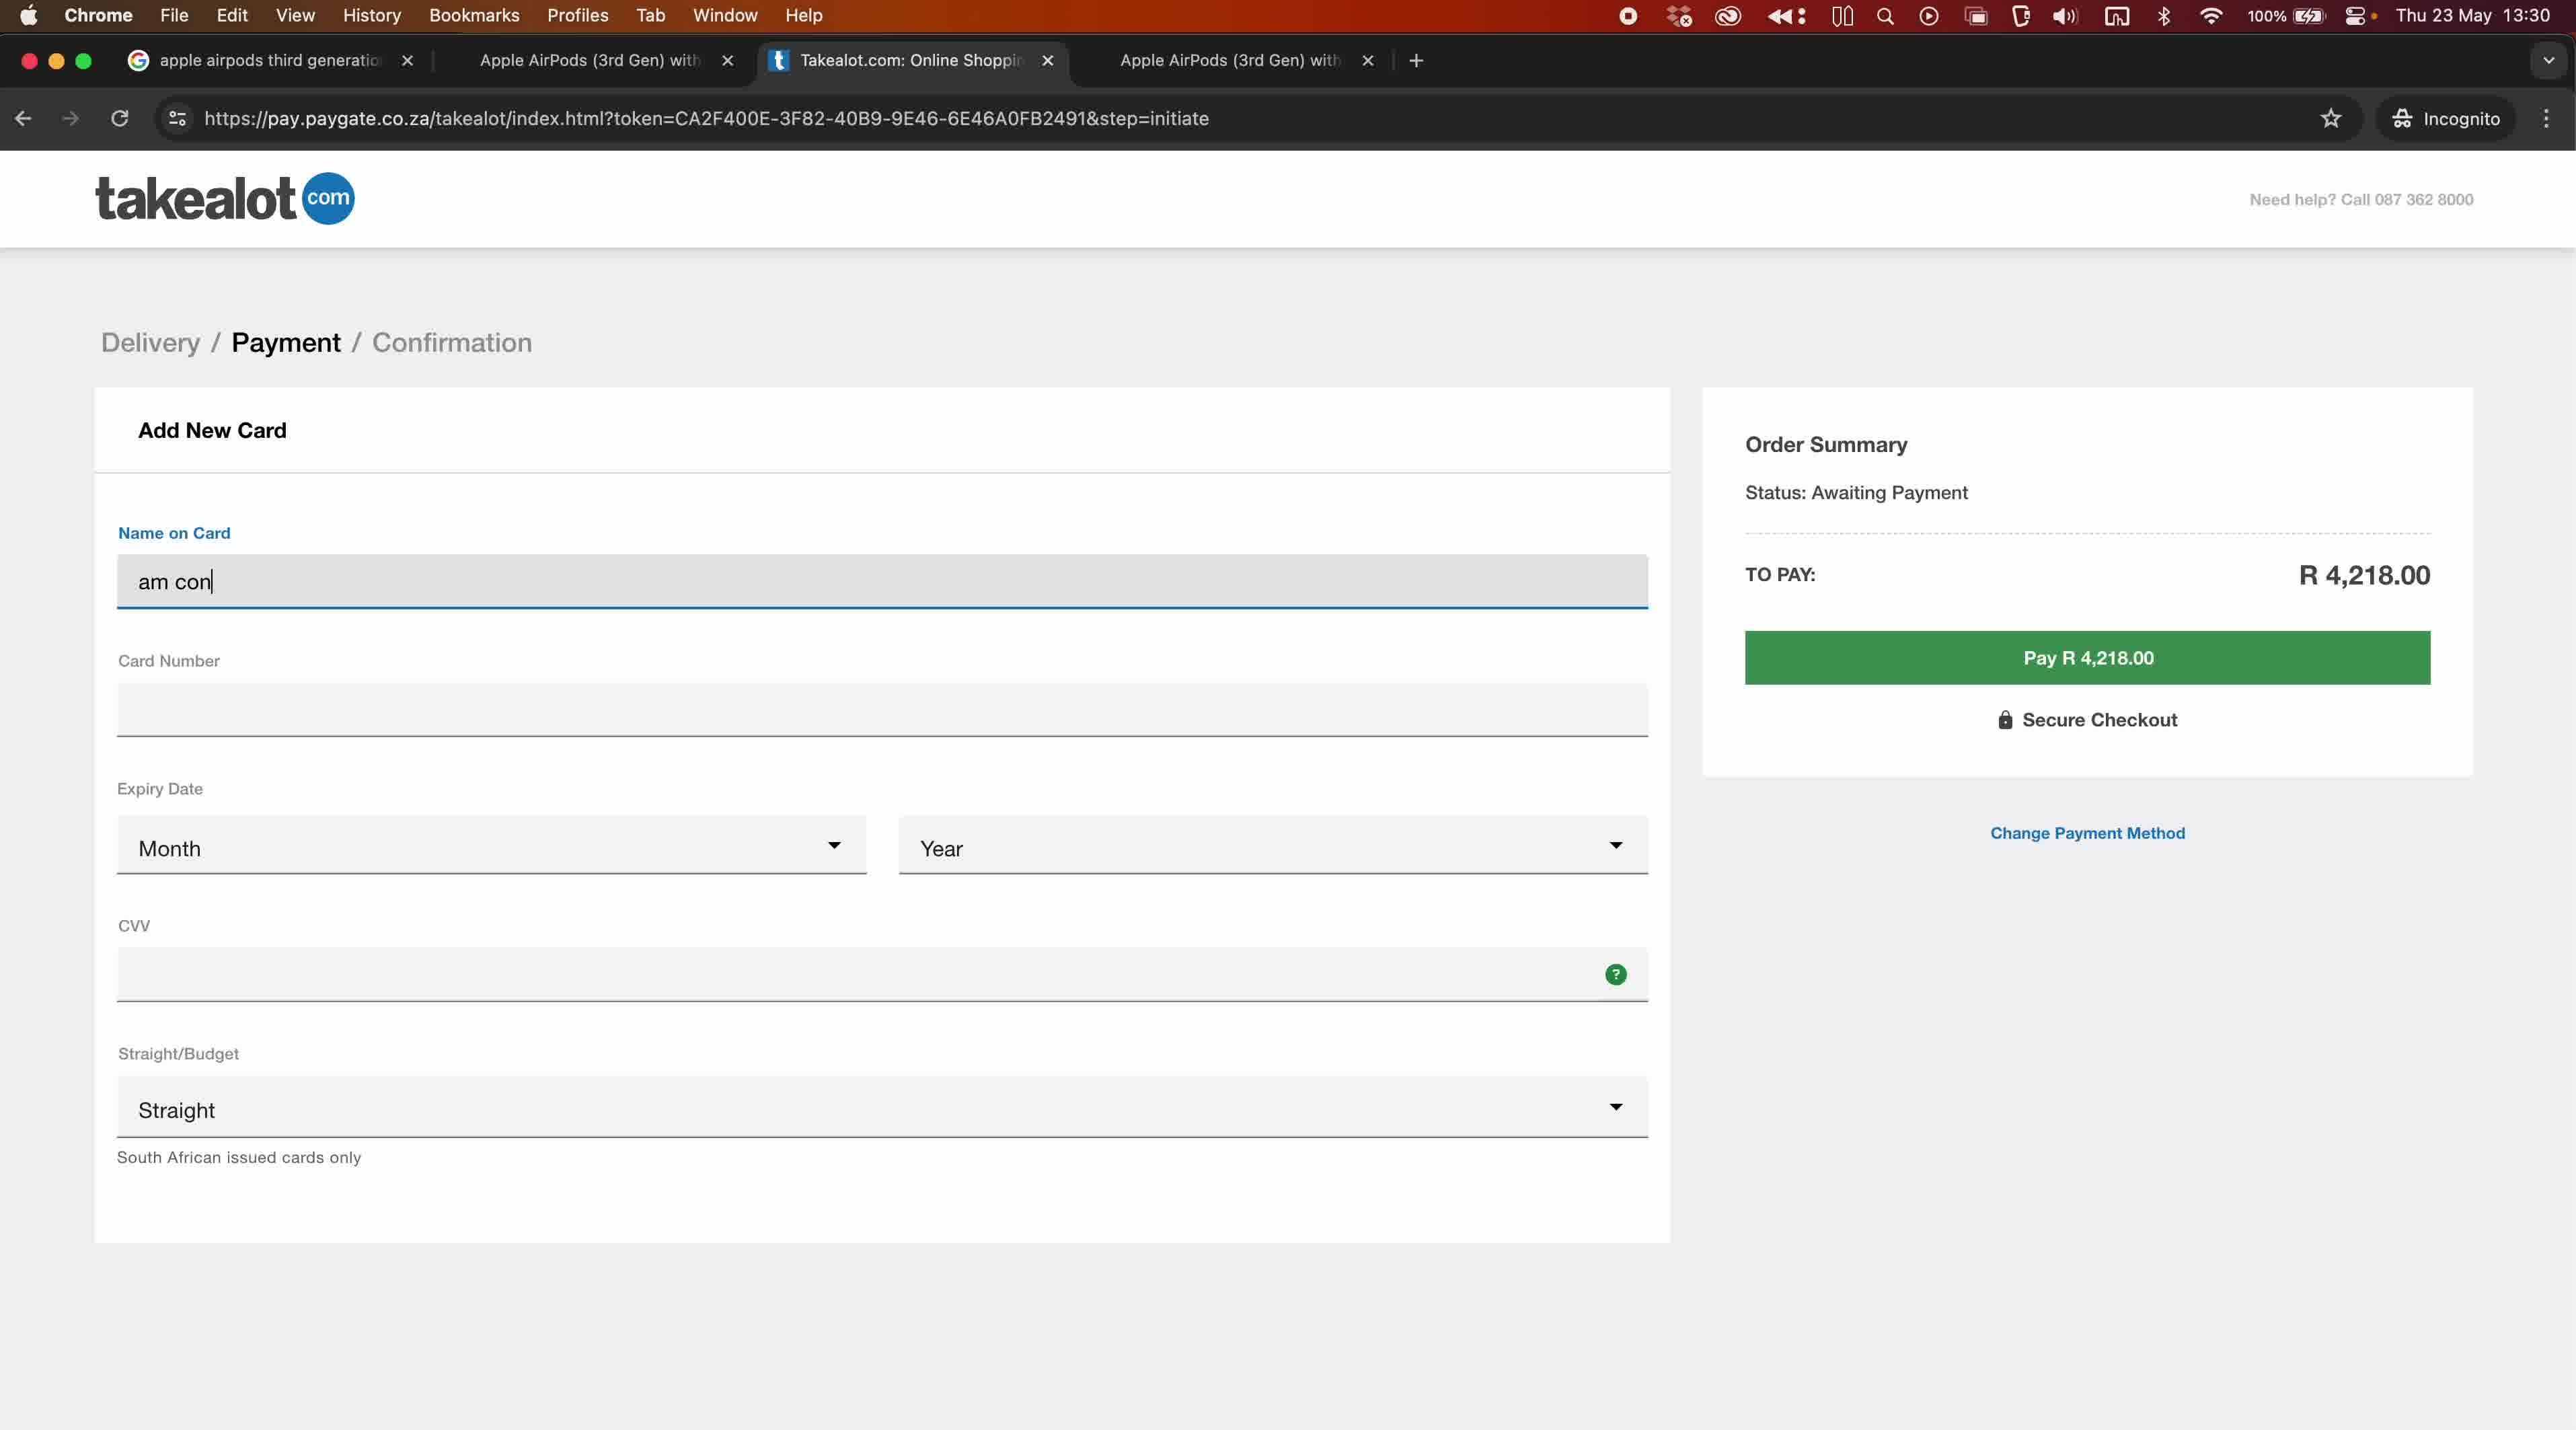 Chrome File Edit View History Bookmarks Profiles Tab Window Help 100% Thu 23 May 13:30
apple airpods third generatio Apple AirPods (3rd Gen) with Takealot.com: Online Shoppin Apple AirPods (3rd Gen) with
https://pay.paygate.co.za/takealot/index.html?token=CA2F400E-3F82-40B9-9E46-6E46A0FB2491&step=initiate Incognito
takealot com
Need help? Call 087 362 8000
Delivery / Payment / Confirmation
Add New Card
Name on Card
am con
Card Number
Expiry Date
Month Year
CVV
?
Straight/Budget
Straight
South African issued cards only
Order Summary
Status: Awaiting Payment
TO PAY: R 4,218.00
Pay R 4,218.00
Secure Checkout
Change Payment Method